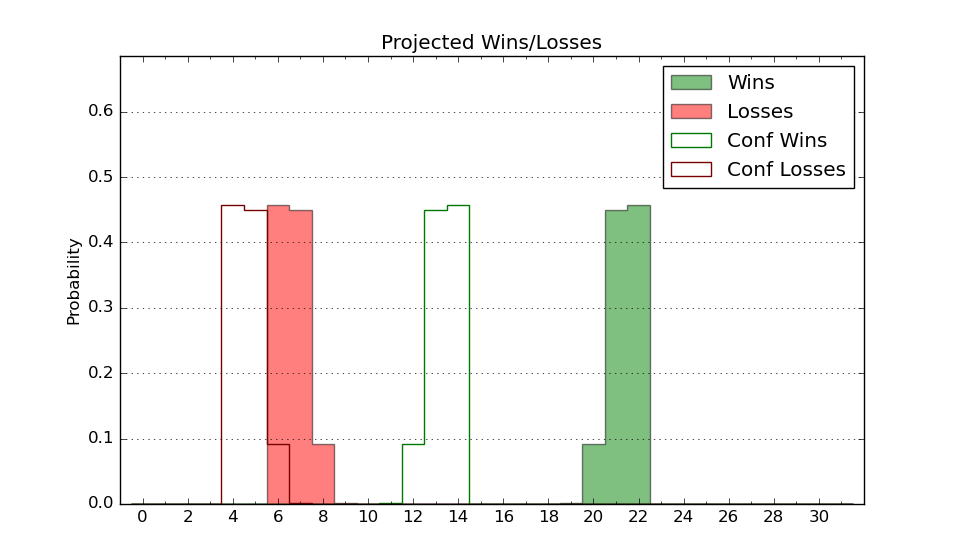 Projected Wins/Losses
Wins
Losses
Conf Wins
Conf Losses
Probability
0.6
0.5
0.4
0.3
0.2
0.1
0.0
0 2 4 6 8 10 12 14 16 18 20 22 24 26 28 30